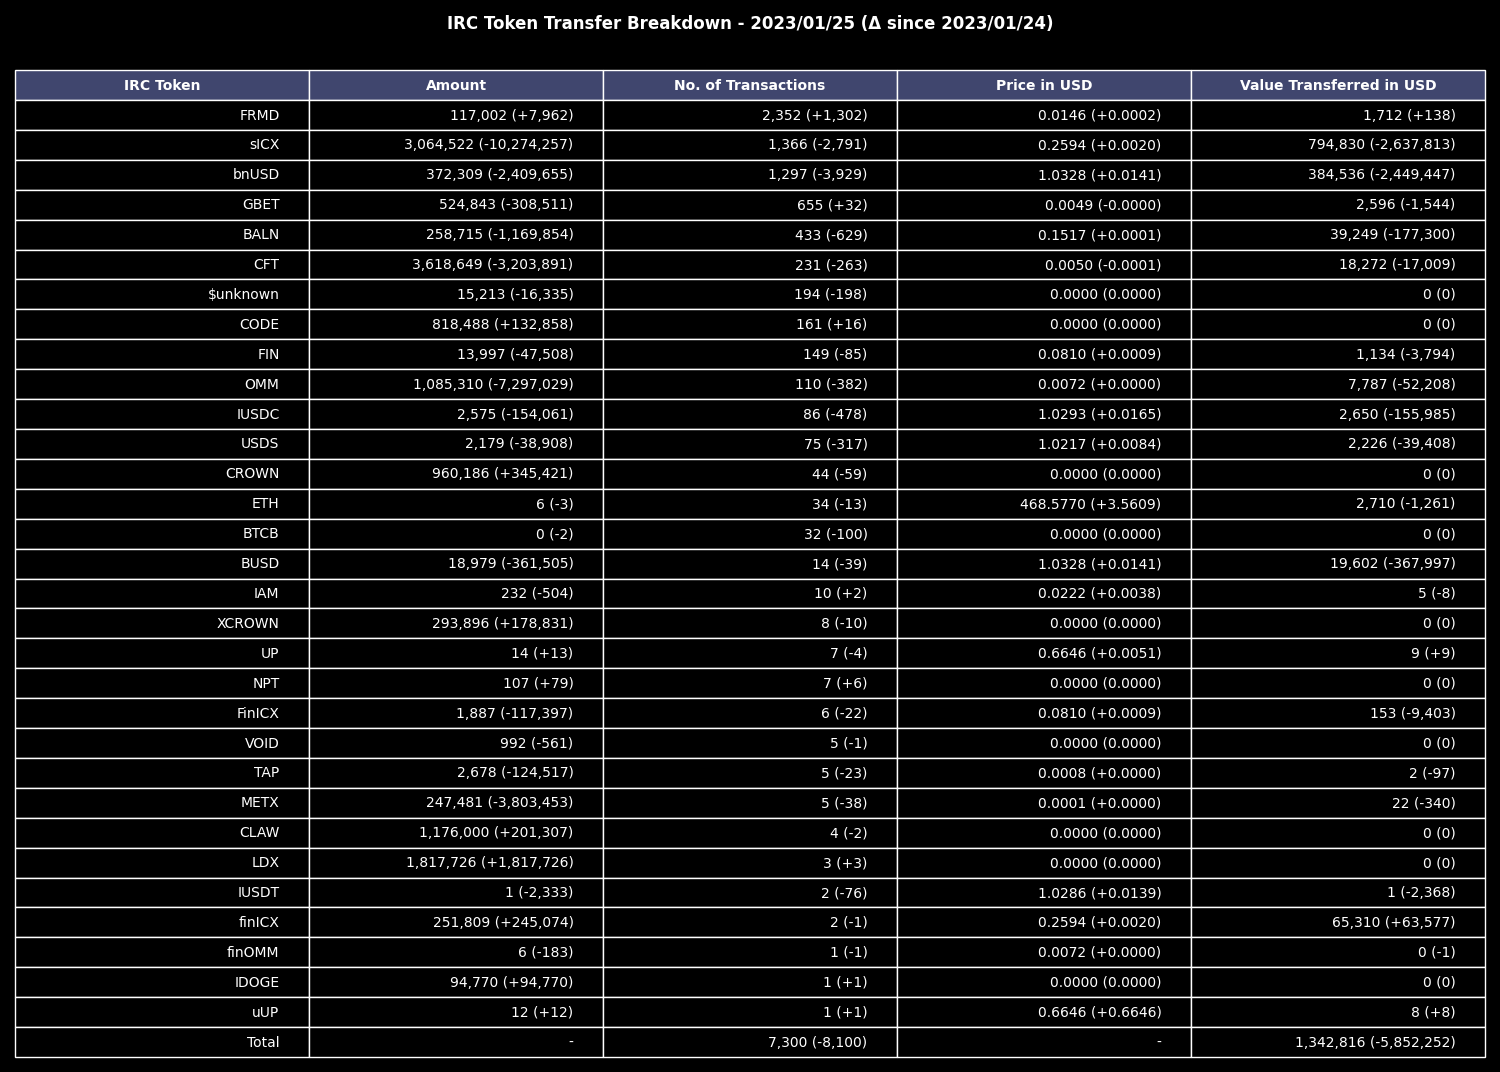 IRC Token Transfer Breakdown - 2023/01/25 (Δ since 2023/01/24)
IRC Token Amount No. of Transactions Price in USD Value Transferred in USD
FRMD 117,002 (+7,962) 2,352 (+1,302) 0.0146 (+0.0002) 1,712 (+138)
sICX 3,064,522 (-10,274,257) 1,366 (-2,791) 0.2594 (+0.0020) 794,830 (-2,637,813)
bnUSD 372,309 (-2,409,655) 1,297 (-3,929) 1.0328 (+0.0141) 384,536 (-2,449,447)
GBET 524,843 (-308,511) 655 (+32) 0.0049 (-0.0000) 2,596 (-1,544)
BALN 258,715 (-1,169,854) 433 (-629) 0.1517 (+0.0001) 39,249 (-177,300)
CFT 3,618,649 (-3,203,891) 231 (-263) 0.0050 (-0.0001) 18,272 (-17,009)
$unknown 15,213 (-16,335) 194 (-198) 0.0000 (0.0000) 0 (0)
CODE 818,488 (+132,858) 161 (+16) 0.0000 (0.0000) 0 (0)
FIN 13,997 (-47,508) 149 (-85) 0.0810 (+0.0009) 1,134 (-3,794)
OMM 1,085,310 (-7,297,029) 110 (-382) 0.0072 (+0.0000) 7,787 (-52,208)
IUSDC 2,575 (-154,061) 86 (-478) 1.0293 (+0.0165) 2,650 (-155,985)
USDS 2,179 (-38,908) 75 (-317) 1.0217 (+0.0084) 2,226 (-39,408)
CROWN 960,186 (+345,421) 44 (-59) 0.0000 (0.0000) 0 (0)
ETH 6 (-3) 34 (-13) 468.5770 (+3.5609) 2,710 (-1,261)
BTCB 0 (-2) 32 (-100) 0.0000 (0.0000) 0 (0)
BUSD 18,979 (-361,505) 14 (-39) 1.0328 (+0.0141) 19,602 (-367,997)
IAM 232 (-504) 10 (+2) 0.0222 (+0.0038) 5 (-8)
XCROWN 293,896 (+178,831) 8 (-10) 0.0000 (0.0000) 0 (0)
UP 14 (+13) 7 (-4) 0.6646 (+0.0051) 9 (+9)
NPT 107 (+79) 7 (+6) 0.0000 (0.0000) 0 (0)
FinICX 1,887 (-117,397) 6 (-22) 0.0810 (+0.0009) 153 (-9,403)
VOID 992 (-561) 5 (-1) 0.0000 (0.0000) 0 (0)
TAP 2,678 (-124,517) 5 (-23) 0.0008 (+0.0000) 2 (-97)
METX 247,481 (-3,803,453) 5 (-38) 0.0001 (+0.0000) 22 (-340)
CLAW 1,176,000 (+201,307) 4 (-2) 0.0000 (0.0000) 0 (0)
LDX 1,817,726 (+1,817,726) 3 (+3) 0.0000 (0.0000) 0 (0)
IUSDT 1 (-2,333) 2 (-76) 1.0286 (+0.0139) 1 (-2,368)
finICX 251,809 (+245,074) 2 (-1) 0.2594 (+0.0020) 65,310 (+63,577)
finOMM 6 (-183) 1 (-1) 0.0072 (+0.0000) 0 (-1)
IDOGE 94,770 (+94,770) 1 (+1) 0.0000 (0.0000) 0 (0)
uUP 12 (+12) 1 (+1) 0.6646 (+0.6646) 8 (+8)
Total - 7,300 (-8,100) - 1,342,816 (-5,852,252)